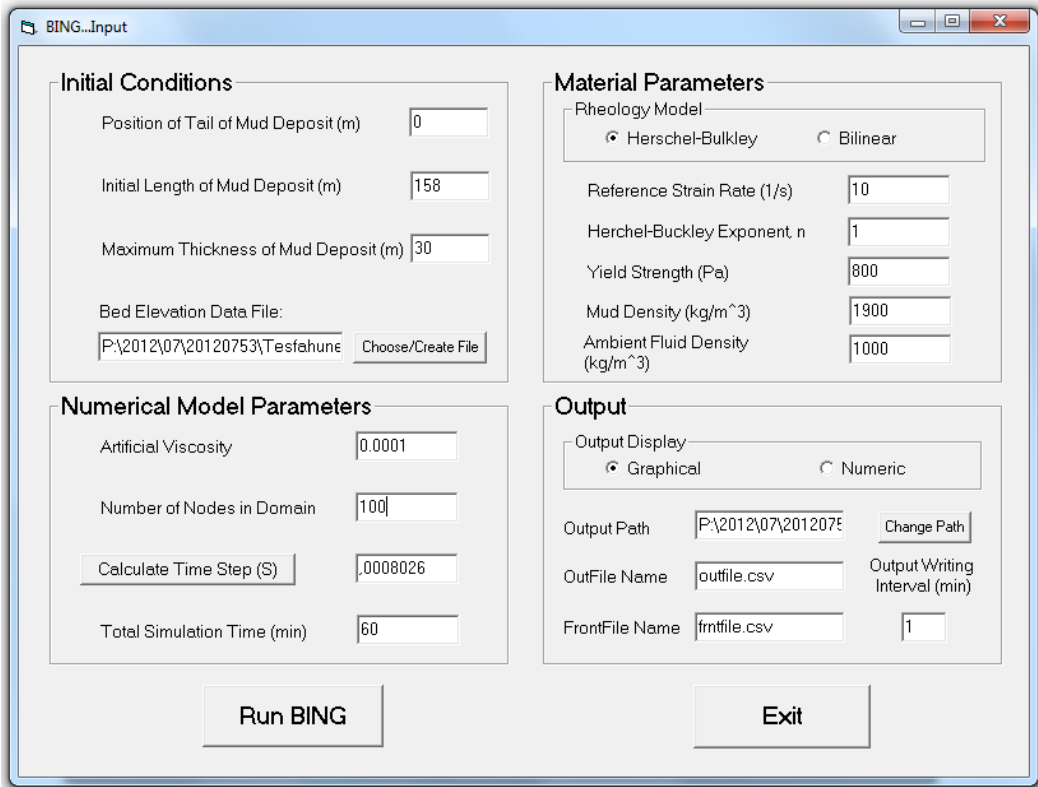 BING...Input
Initial Conditions
Position of Tail of Mud Deposit (m) 0
Initial Length of Mud Deposit (m) 158
Maximum Thickness of Mud Deposit (m) 30
Bed Elevation Data File:
P:\2012\07\20120753\Tesfahune Choose/Create File
Material Parameters
Rheology Model
Herschel-Bulkley Bilinear
Reference Strain Rate (1/s) 10
Herchel-Buckley Exponent, n 1
Yield Strength (Pa) 800
Mud Density (kg/m^3) 1900
Ambient Fluid Density
(kg/m^3) 1000
Numerical Model Parameters
Artificial Viscosity 0.0001
Number of Nodes in Domain 100
Calculate Time Step (S) ,0008026
Total Simulation Time (min) 60
Output
Output Display
Graphical Numeric
Output Path P:\2012\07\2012075 Change Path
OutFile Name outfile.csv
Output Writing
Interval (min)
FrontFile Name frntfile.csv 1
Run BING Exit